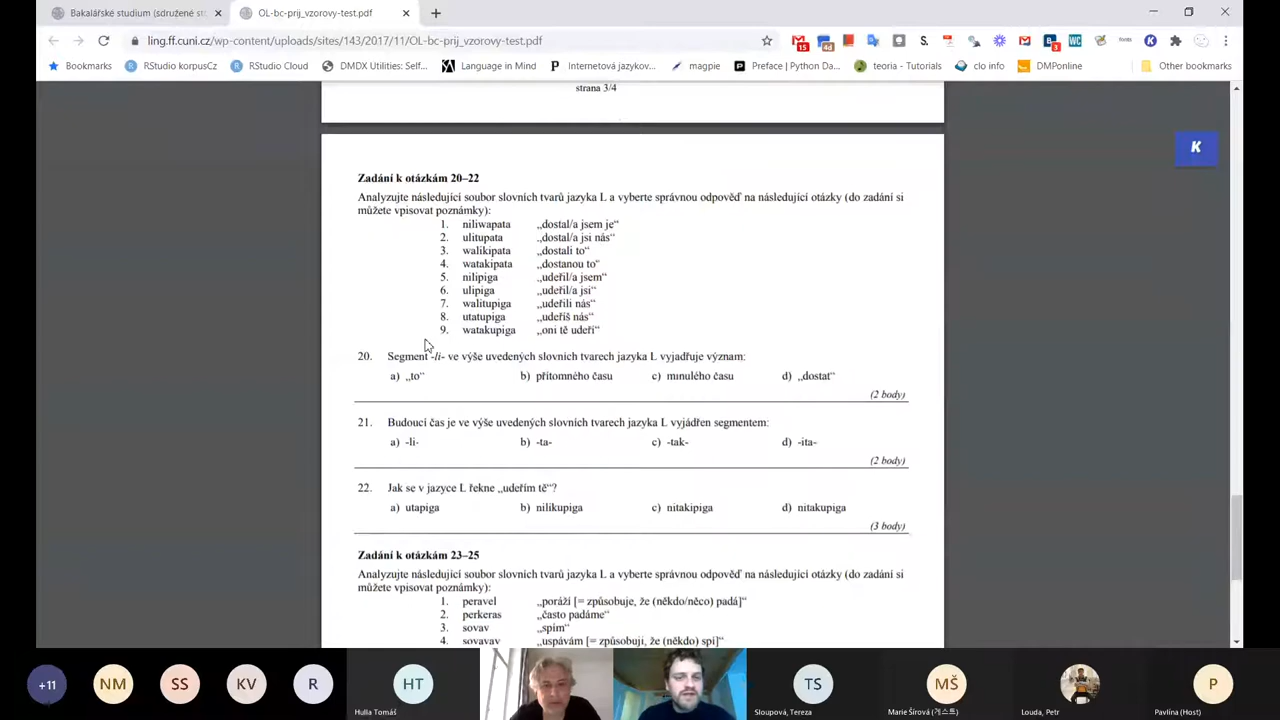 Bakalářské studium (sdružené st
OL-bc-prij_vzorovy-test.pdf
ling.ff.cuni.cz/wp-content/uploads/sites/143/2017/11/OL-bc-prij_vzorovy-test.pdf
Bookmarks RStudio korpusCz RStudio Cloud DMDX Utilities: Self... Language in Mind Internetová jazykov... magpie Preface | Python Da... teoria - Tutorials clo info DMPonline Other bookmarks
strana 3/4
K
Zadání k otázkám 20–22
Analyzujte následující soubor slovních tvarů jazyka L a vyberte správnou odpověď na následující otázky (do zadání si
můžete vpisovat poznámky):
1. niliwapata „dostal/a jsem je“
2. ulitupata „dostal/a jsi nás“
3. walikipata „dostali to“
4. watakipata „dostanou to“
5. nilipiga „udeřil/a jsem“
6. ulipiga „udeřil/a jsi“
7. walitupiga „udeřili nás“
8. utatupiga „udeříš nás“
9. watakupiga „oni tě udeří“
20. Segment -li- ve výše uvedených slovních tvarech jazyka L vyjadřuje význam:
a) „to“ b) přítomného času c) minulého času d) „dostat“
(2 body)
21. Budoucí čas je ve výše uvedených slovních tvarech jazyka L vyjádřen segmentem:
a) -li- b) -ta- c) -tak- d) -ita-
(2 body)
22. Jak se v jazyce L řekne „udeřím tě“?
a) utapiga b) nilikupiga c) nitakipiga d) nitakupiga
(3 body)
Zadání k otázkám 23–25
Analyzujte následující soubor slovních tvarů jazyka L a vyberte správnou odpověď na následující otázky (do zadání si
můžete vpisovat poznámky):
1. peravel „poráží [= způsobuje, že (někdo/něco) padá]“
2. perkeras „často padáme“
3. sovav „spím“
4. sovavav „uspávám [= způsobuji, že (někdo) spí]“
+11 NM SS KV R HT TS MŠ P
Hulla Tomáš Sloupová, Tereza Marie Šírová (게스트) Louda, Petr Pavlína (Host)